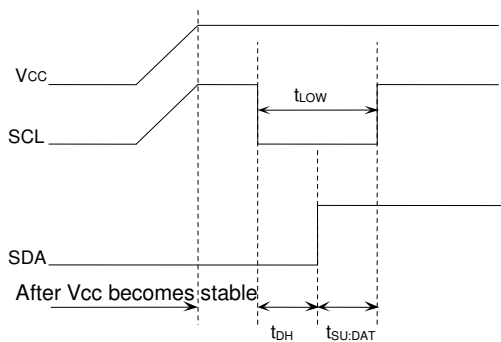 VCC
tLOW
SCL
SDA
After Vcc becomes stable
tDH
tSU:DAT